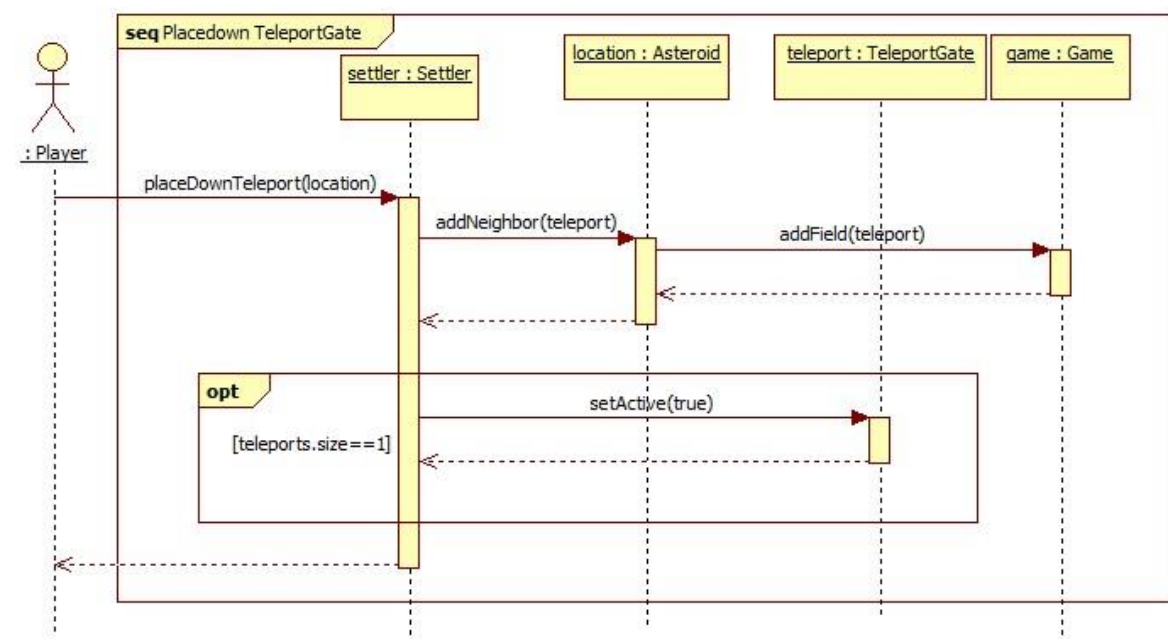 seq Placedown TeleportGate
settler : Settler
location : Asteroid
teleport : TeleportGate
game : Game
: Player
placeDownTeleport(location)
addNeighbor(teleport)
addField(teleport)
opt
setActive(true)
[teleports.size==1]